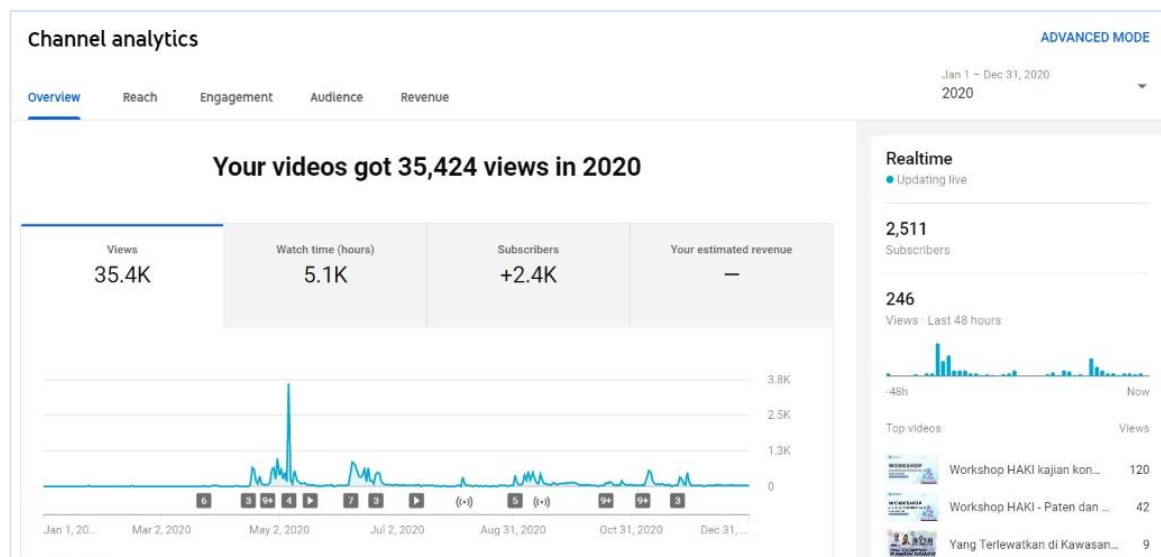 Channel analytics
ADVANCED MODE
Jan 1 – Dec 31, 2020
2020
Overview Reach Engagement Audience Revenue
Your videos got 35,424 views in 2020
Views
35.4K
Watch time (hours)
5.1K
Subscribers
+2.4K
Your estimated revenue
—
3.8K
2.5K
1.3K
0
6 3 9+ 4 7 3 5 9+ 9+ 3
Jan 1, 20... Mar 2, 2020 May 2, 2020 Jul 2, 2020 Aug 31, 2020 Oct 31, 2020 Dec 31, ...
Realtime
Updating live
2,511
Subscribers
246
Views · Last 48 hours
-48h Now
Top videos Views
WORKSHOP
Workshop HAKI kajian kon... 120
WORKSHOP
Workshop HAKI - Paten dan ... 42
Yang Terlewatkan di Kawasan... 9